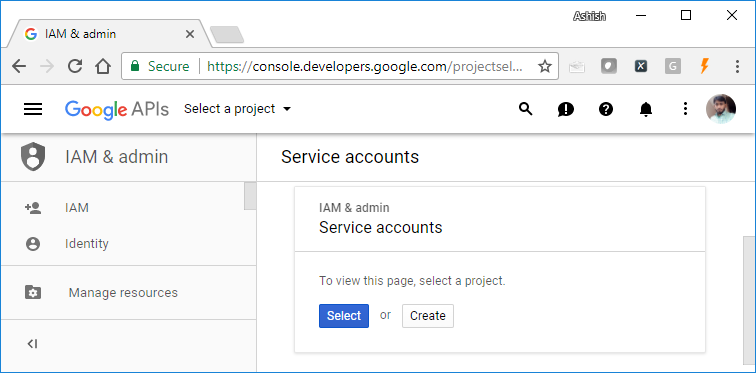 Ashish
IAM & admin
Secure https://console.developers.google.com/projectsel...
Google APIs Select a project
IAM & admin
Service accounts
IAM
Identity
Manage resources
IAM & admin
Service accounts
To view this page, select a project.
Select or Create